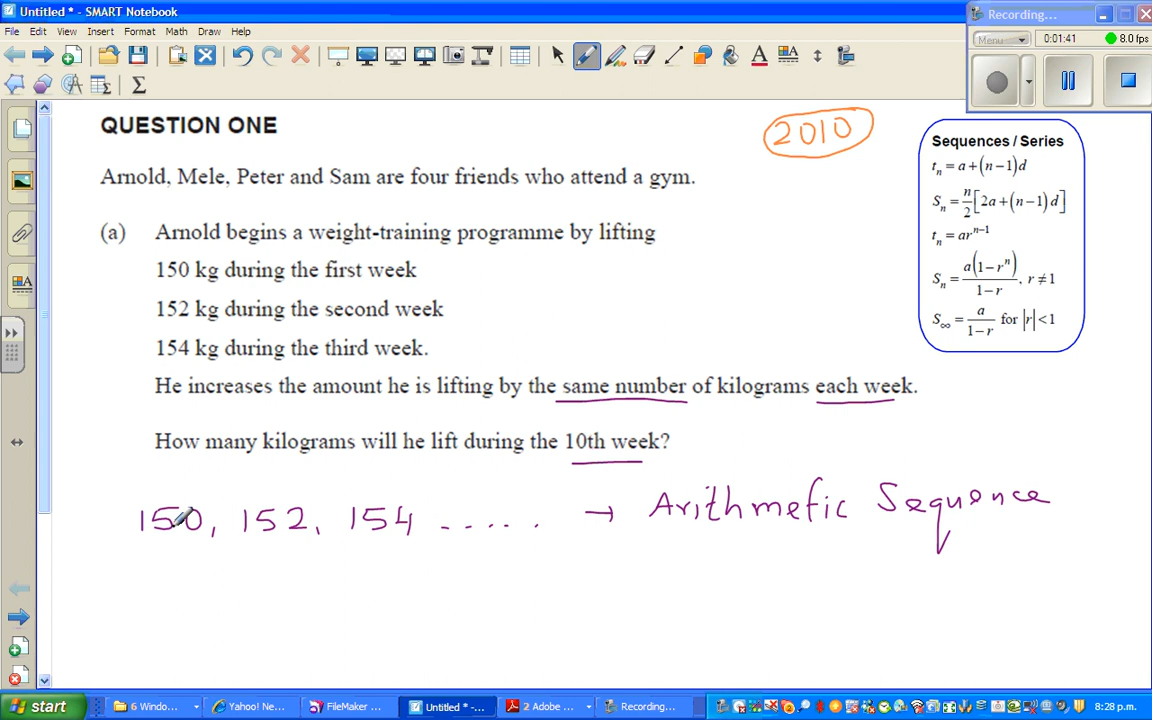 Untitled * - SMART Notebook
Recording...
File Edit View Insert Format Math Draw Help
Menu 0:01:41 8.0 fps
QUESTION ONE
2010
Arnold, Mele, Peter and Sam are four friends who attend a gym.
(a) Arnold begins a weight-training programme by lifting
150 kg during the first week
152 kg during the second week
154 kg during the third week.
He increases the amount he is lifting by the same number of kilograms each week.
How many kilograms will he lift during the 10th week?
150, 152, 154 ..... → Arithmetic Sequence
Sequences / Series
tₙ = a + (n − 1)d
Sₙ = n/2 [2a + (n − 1)d]
tₙ = arⁿ⁻¹
Sₙ = a(1 − rⁿ)/(1 − r), r ≠ 1
S∞ = a/(1 − r) for |r| < 1
start 6 Windo... Yahoo! Ne... FileMaker ... Untitled * -... 2 Adobe ... Recording... 8:28 p.m.